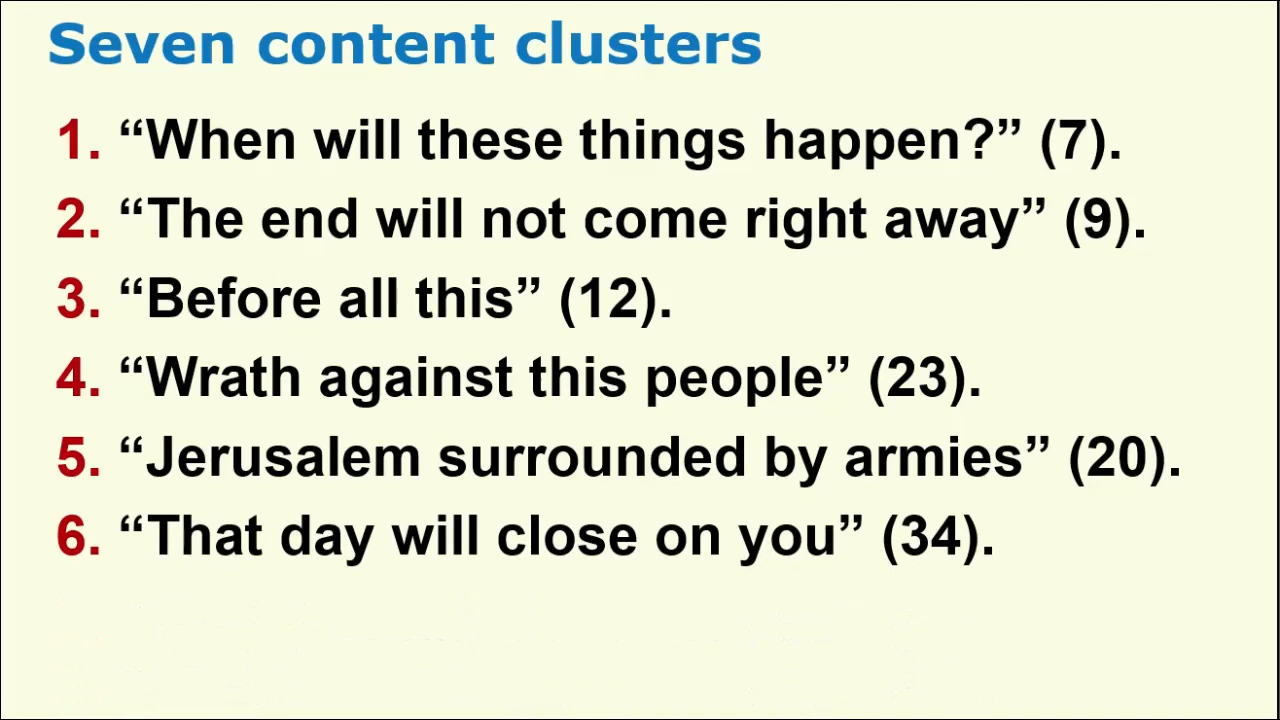 Seven content clusters
1. “When will these things happen?” (7).
2. “The end will not come right away” (9).
3. “Before all this” (12).
4. “Wrath against this people” (23).
5. “Jerusalem surrounded by armies” (20).
6. “That day will close on you” (34).